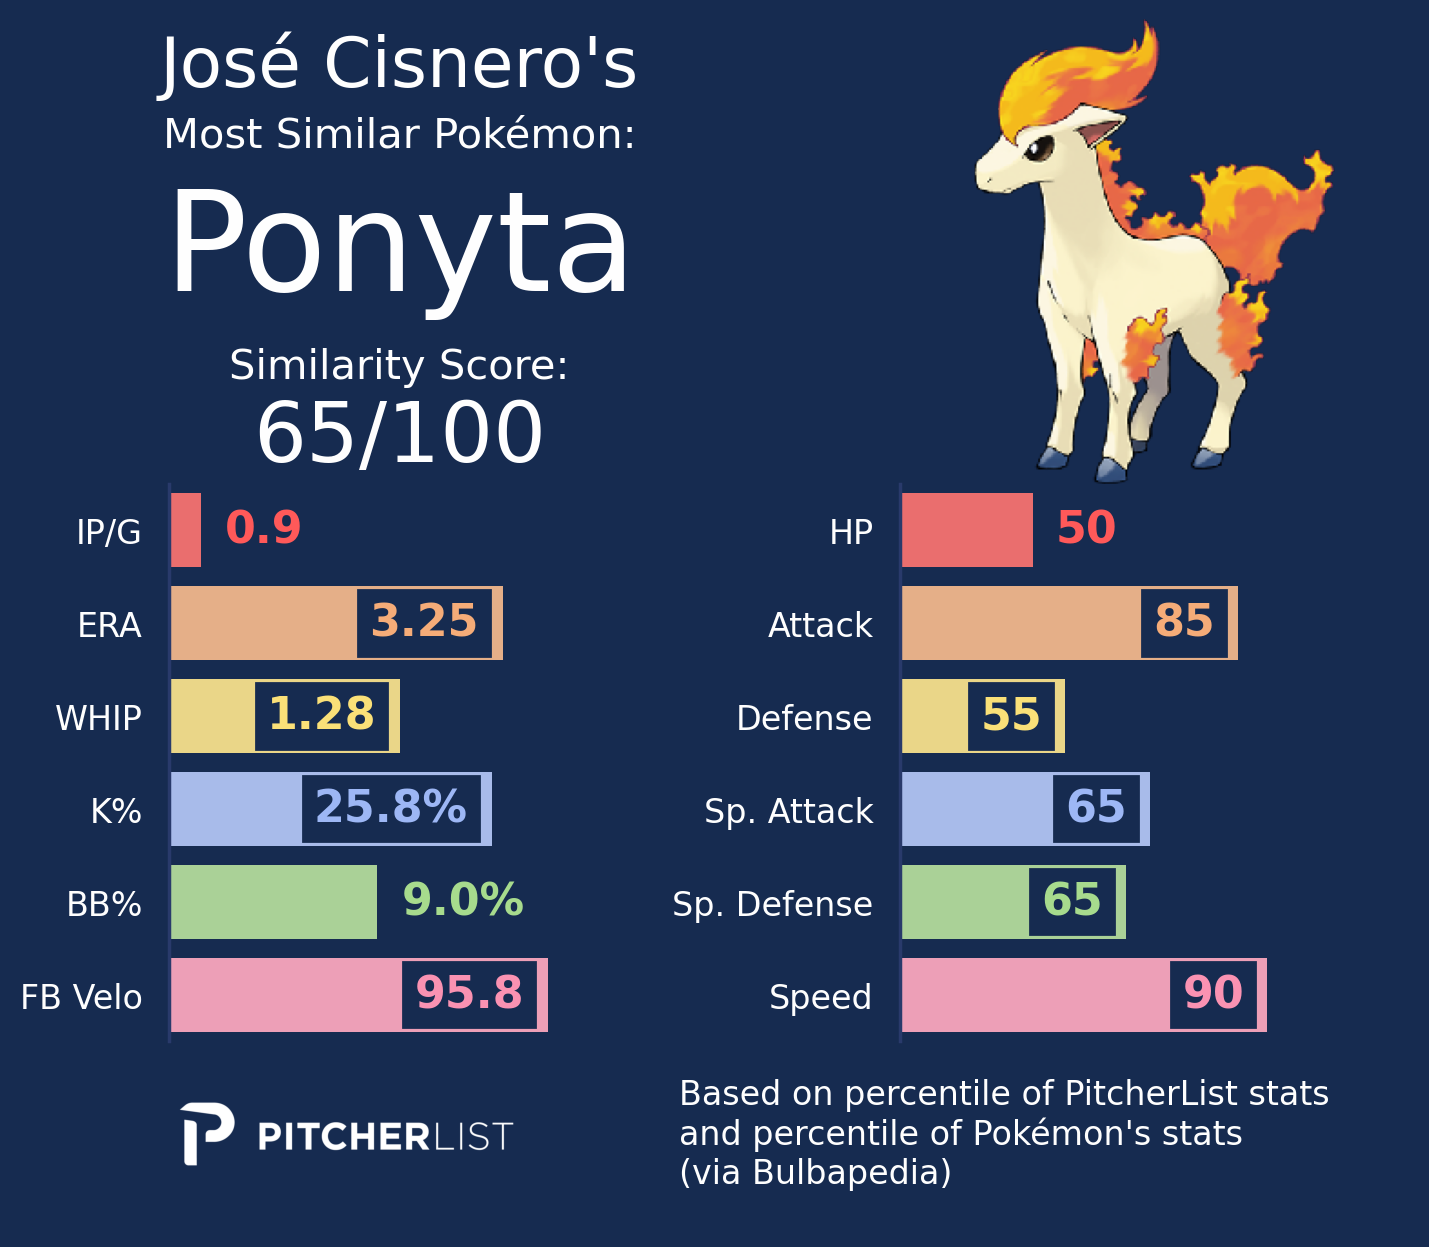 José Cisnero's
Most Similar Pokémon:
Ponyta
Similarity Score:
65/100
IP/G 0.9
ERA 3.25
WHIP 1.28
K% 25.8%
BB% 9.0%
FB Velo 95.8
HP 50
Attack 85
Defense 55
Sp. Attack 65
Sp. Defense 65
Speed 90
PITCHERLIST
Based on percentile of PitcherList stats
and percentile of Pokémon's stats
(via Bulbapedia)